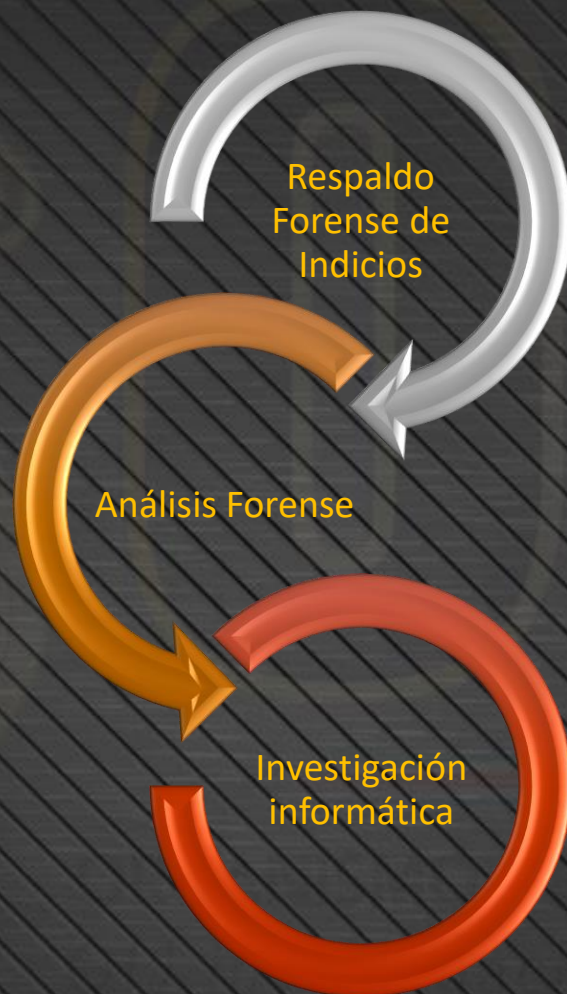 Respaldo
Forense de
Indicios
Análisis Forense
Investigación
informática